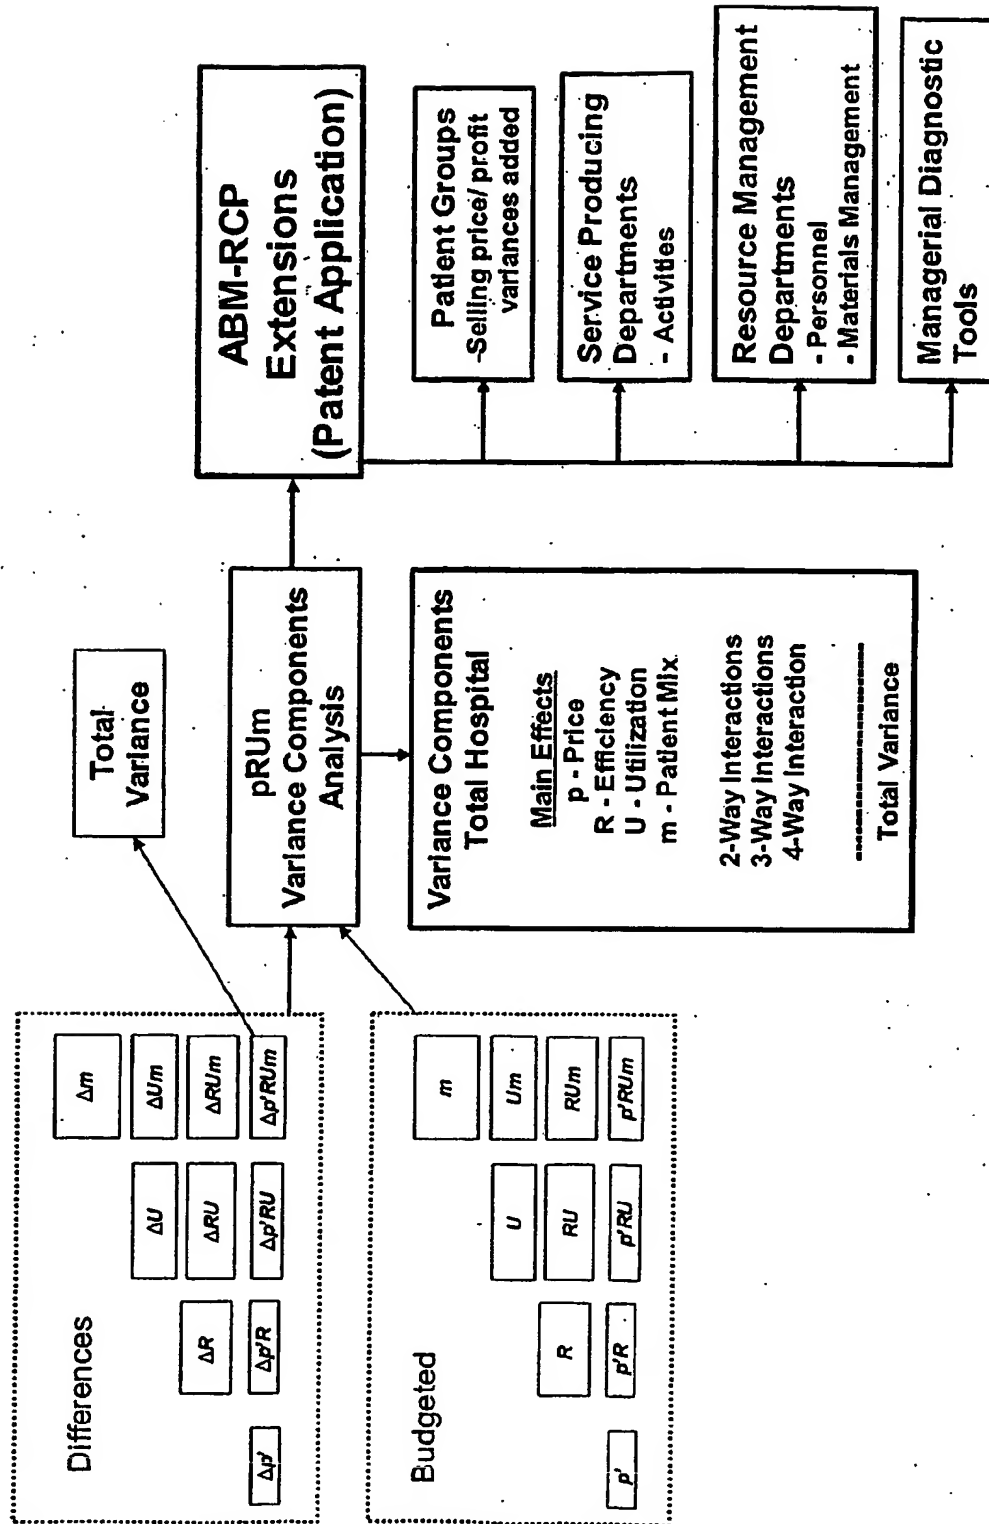 Differences
Δm
ΔU
ΔUm
ΔR
ΔRU
ΔRUm
Δp'
Δp'R
Δp'RU
Δp'RUm
Budgeted
m
U
Um
R
RU
RUm
p'
p'R
p'RU
p'RUm
Total
Variance
pRUm
Variance Components
Analysis
Variance Components
Total Hospital
Main Effects
p - Price
R - Efficiency
U - Utilization
m - Patient Mix
2-Way Interactions
3-Way Interactions
4-Way Interaction
Total Variance
ABM-RCP
Extensions
(Patent Application)
Patient Groups
-Selling price/ profit
variances added
Service Producing
Departments
- Activities
Resource Management
Departments
- Personnel
- Materials Management
Managerial Diagnostic
Tools